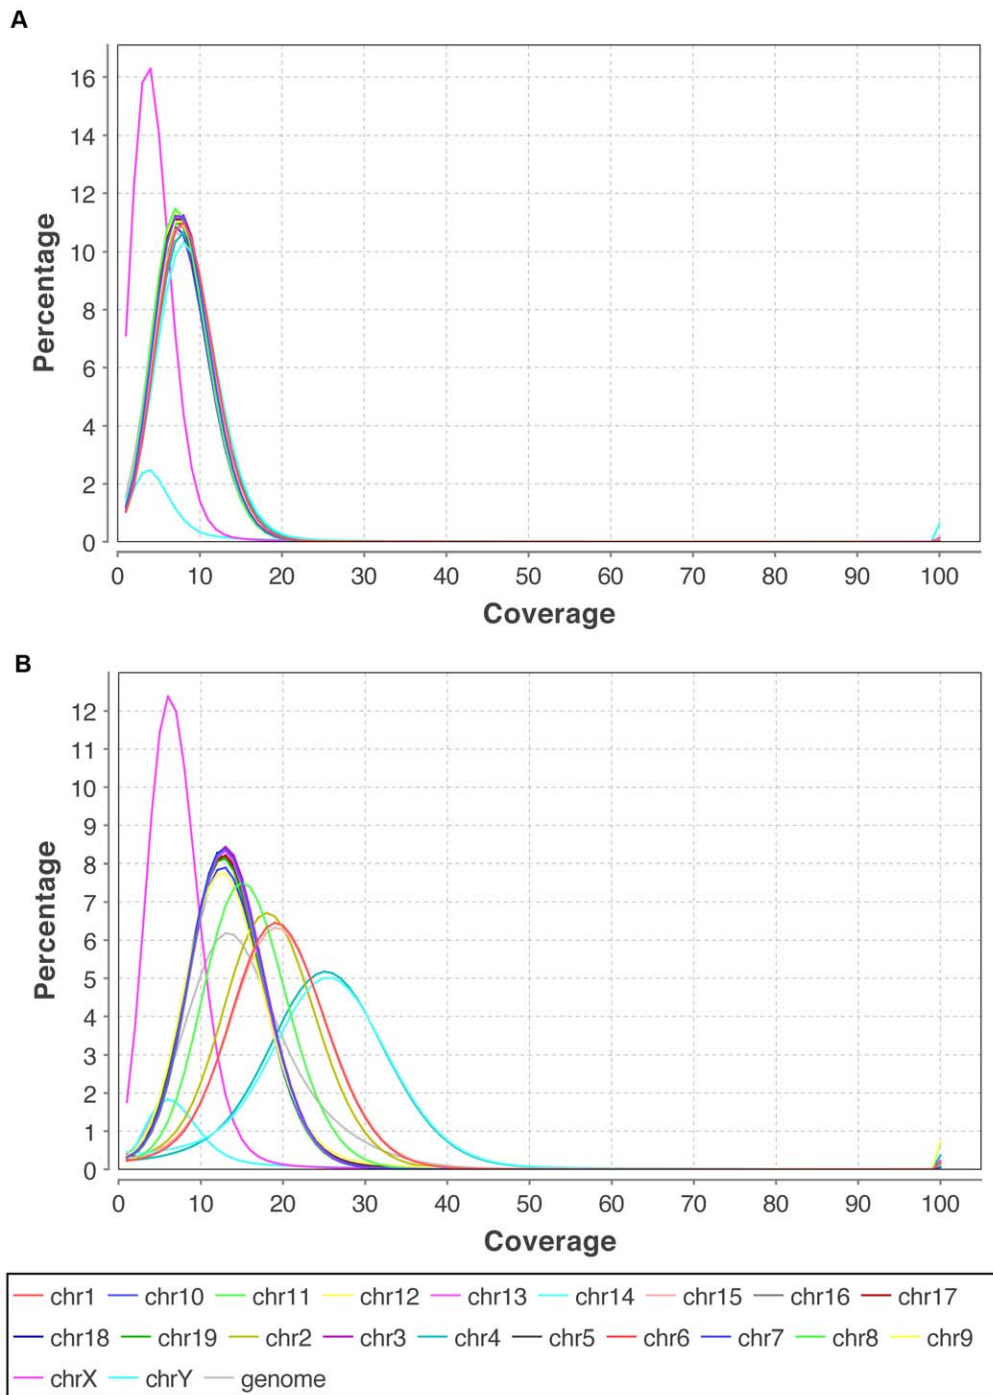 A
16
14
12
10
8
6
4
2
0
Percentage
0 10 20 30 40 50 60 70 80 90 100
Coverage
B
12
11
10
9
8
7
6
5
4
3
2
1
0
Percentage
0 10 20 30 40 50 60 70 80 90 100
Coverage
chr1 chr10 chr11 chr12 chr13 chr14 chr15 chr16 chr17
chr18 chr19 chr2 chr3 chr4 chr5 chr6 chr7 chr8 chr9
chrX chrY genome